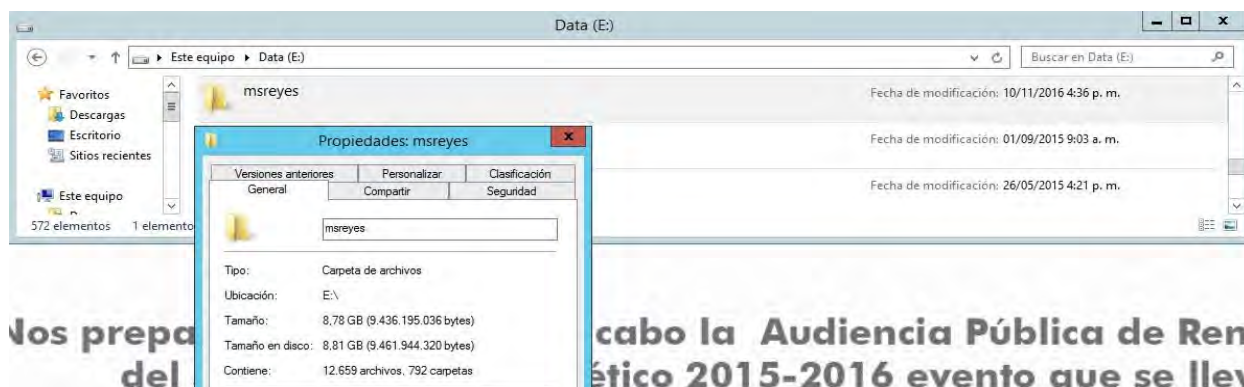 Data (E:)
Este equipo ▸ Data (E:)
Buscar en Data (E:)
Favoritos
Descargas
Escritorio
Sitios recientes
Este equipo
572 elementos 1 elemento
msreyes
Fecha de modificación: 10/11/2016 4:36 p. m.
Fecha de modificación: 01/09/2015 9:03 a. m.
Fecha de modificación: 26/05/2015 4:21 p. m.
Propiedades: msreyes
Versiones anteriores Personalizar Clasificación
General Compartir Seguridad
msreyes
Tipo: Carpeta de archivos
Ubicación: E:\
Tamaño: 8,78 GB (9.436.195.036 bytes)
Tamaño en disco: 8,81 GB (9.461.944.320 bytes)
Contiene: 12.659 archivos, 792 carpetas
Nos prepa cabo la Audiencia Pública de Ren
del ético 2015-2016 evento que se llev